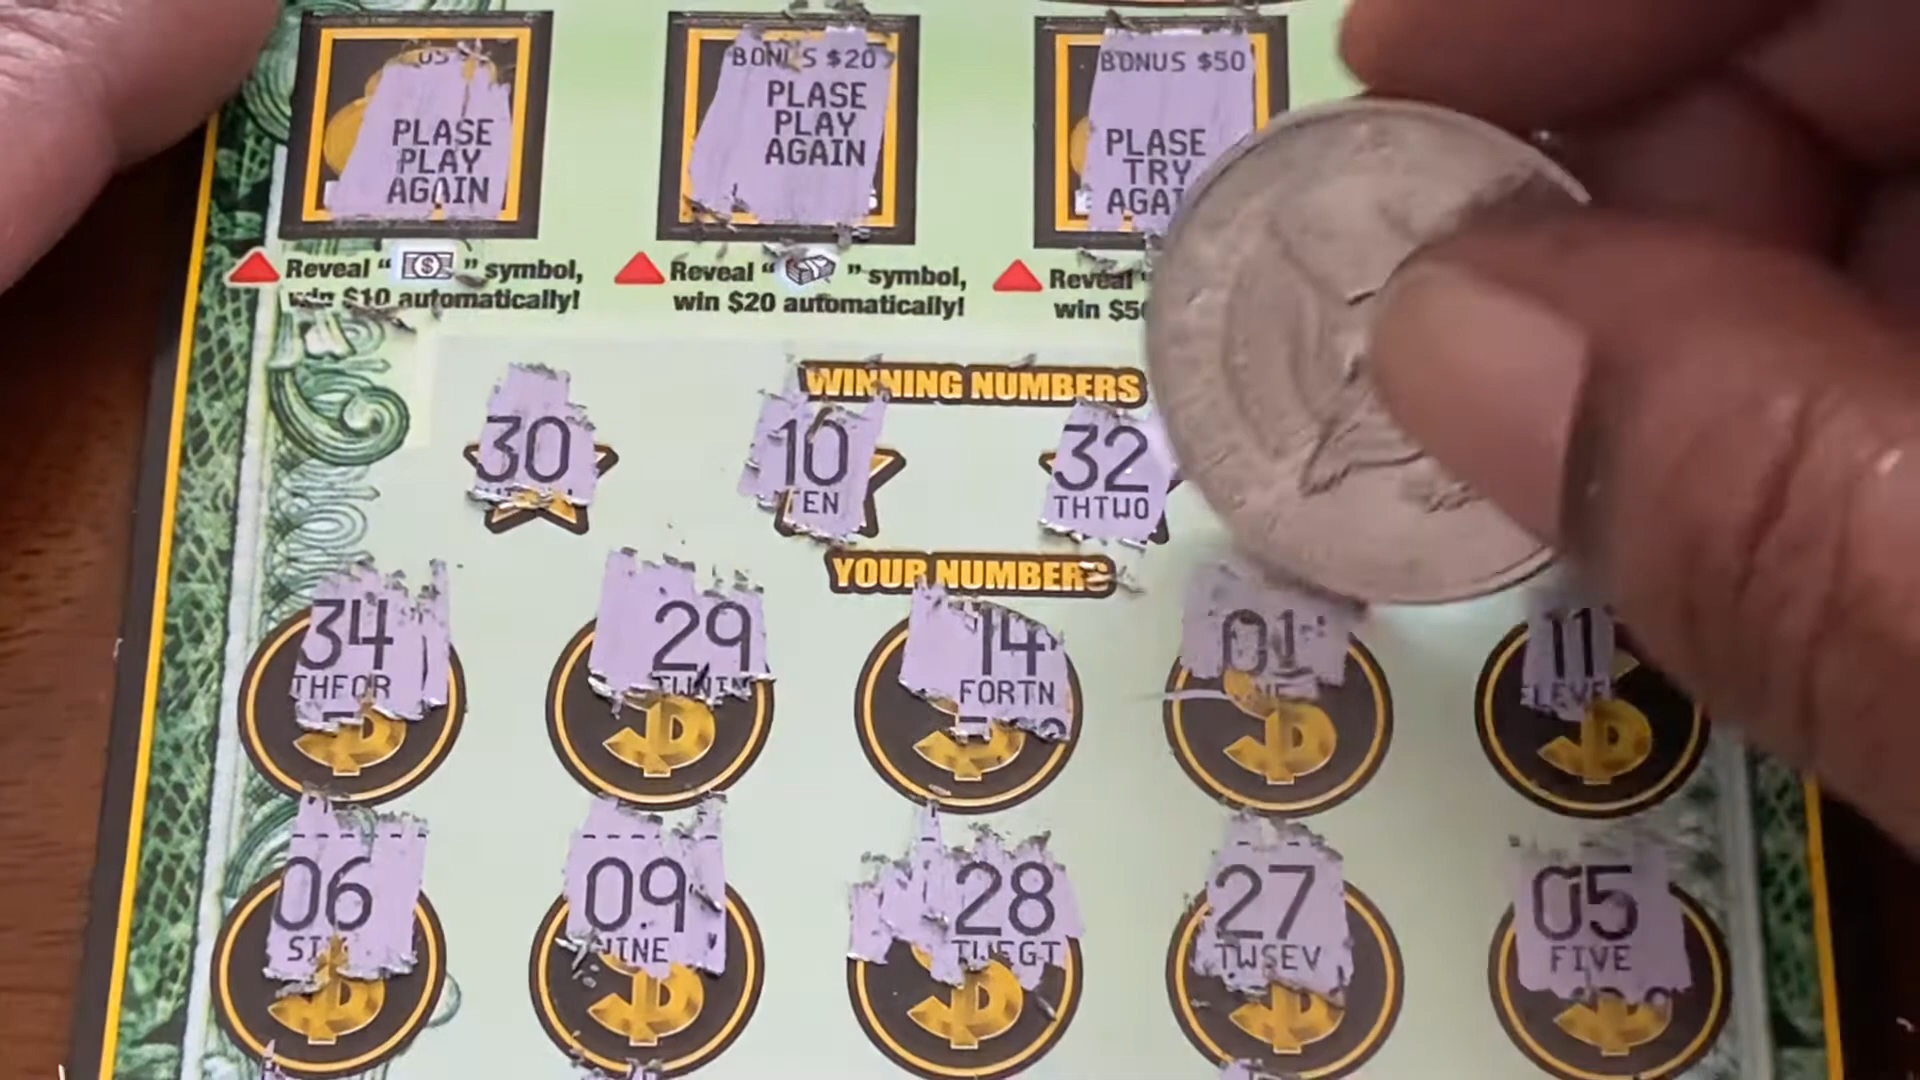 BONUS $20
BONUS $50
PLASE
PLAY
AGAIN
PLASE
PLAY
AGAIN
PLASE
TRY
Reveal " " symbol,
win $10 automatically!
Reveal " " symbol,
win $20 automatically!
Reveal
WINNING NUMBERS
30
10
TEN
32
THTWO
YOUR NUMBERS
34
THFOR
29
TWNIN
14
FORTN
01
11
06
SIX
09
NINE
28
TWEGT
27
TWSEV
05
FIVE